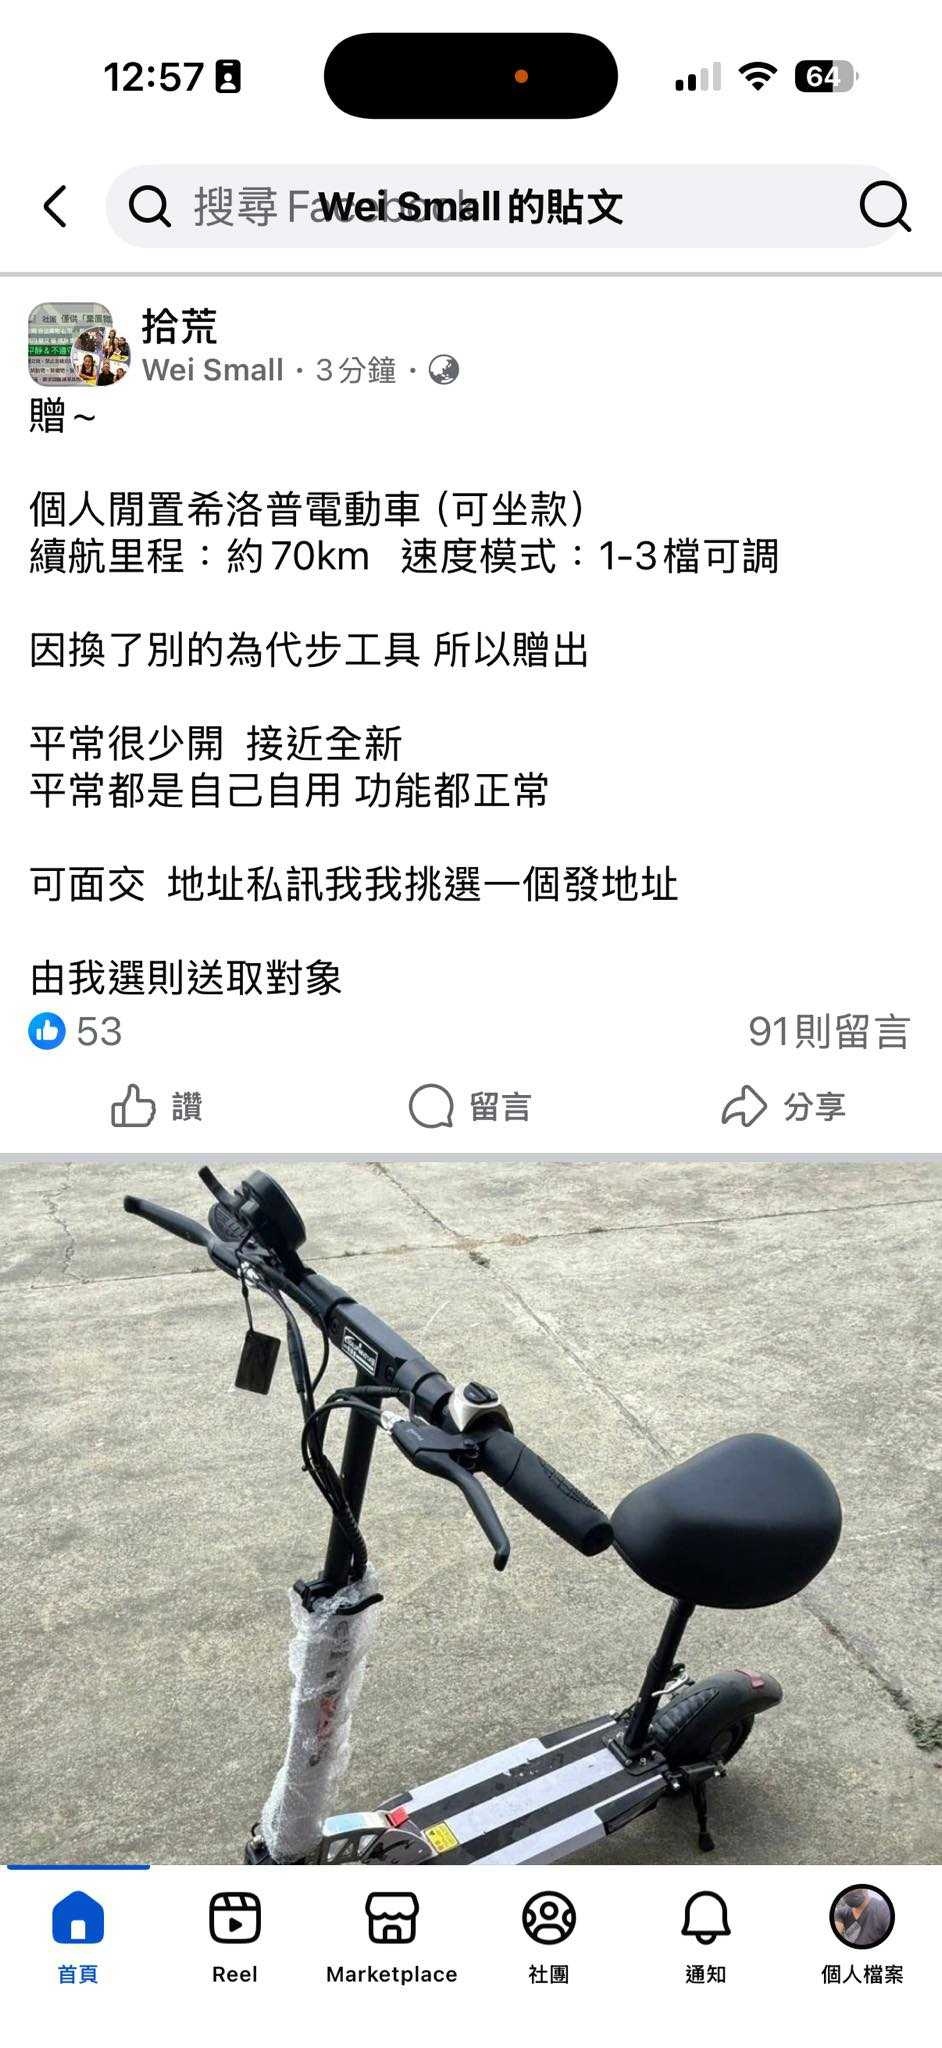 12:57
64
搜尋 Facebook
Wei Small的貼文
拾荒
Wei Small · 3分鐘 ·
贈~
個人閒置希洛普電動車 (可坐款)
續航里程：約70km 速度模式：1-3檔可調
因換了別的為代步工具 所以贈出
平常很少開 接近全新
平常都是自己自用 功能都正常
可面交 地址私訊我我挑選一個發地址
由我選則送取對象
53
91則留言
讚
留言
分享
首頁
Reel
Marketplace
社團
通知
個人檔案